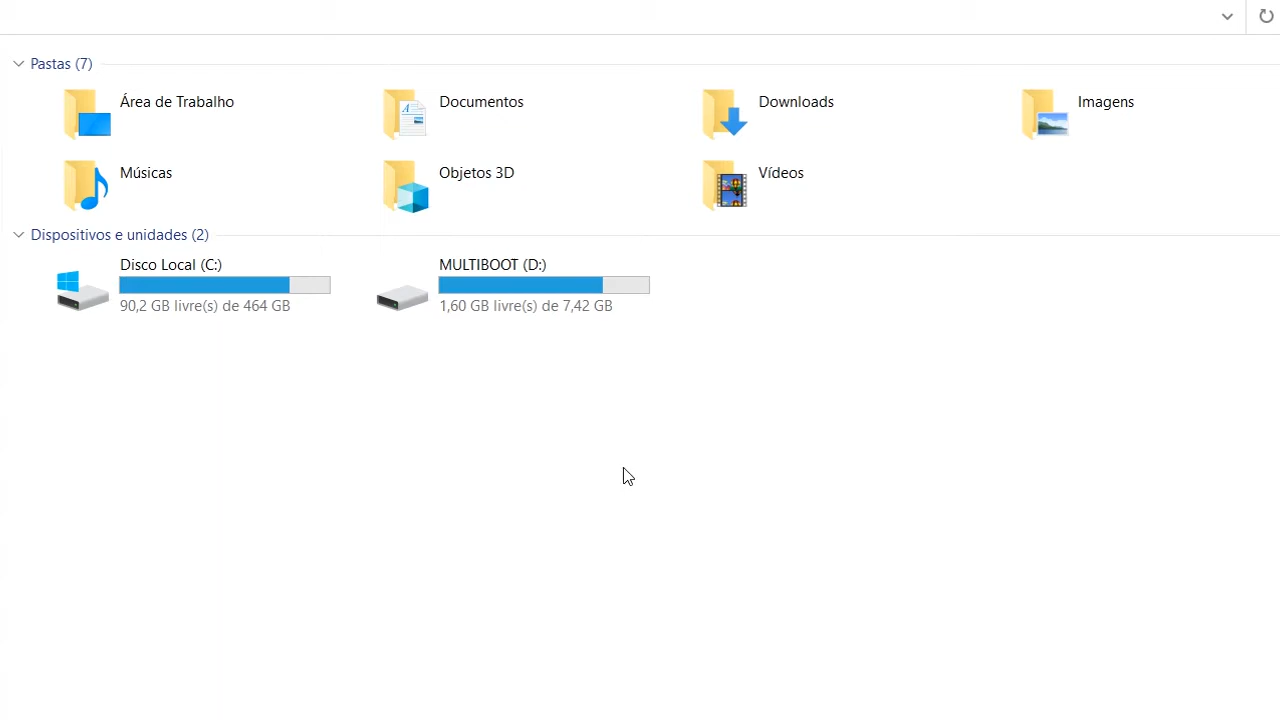 Pastas (7)
Área de Trabalho
Documentos
Downloads
Imagens
Músicas
Objetos 3D
Vídeos
Dispositivos e unidades (2)
Disco Local (C:)
90,2 GB livre(s) de 464 GB
MULTIBOOT (D:)
1,60 GB livre(s) de 7,42 GB